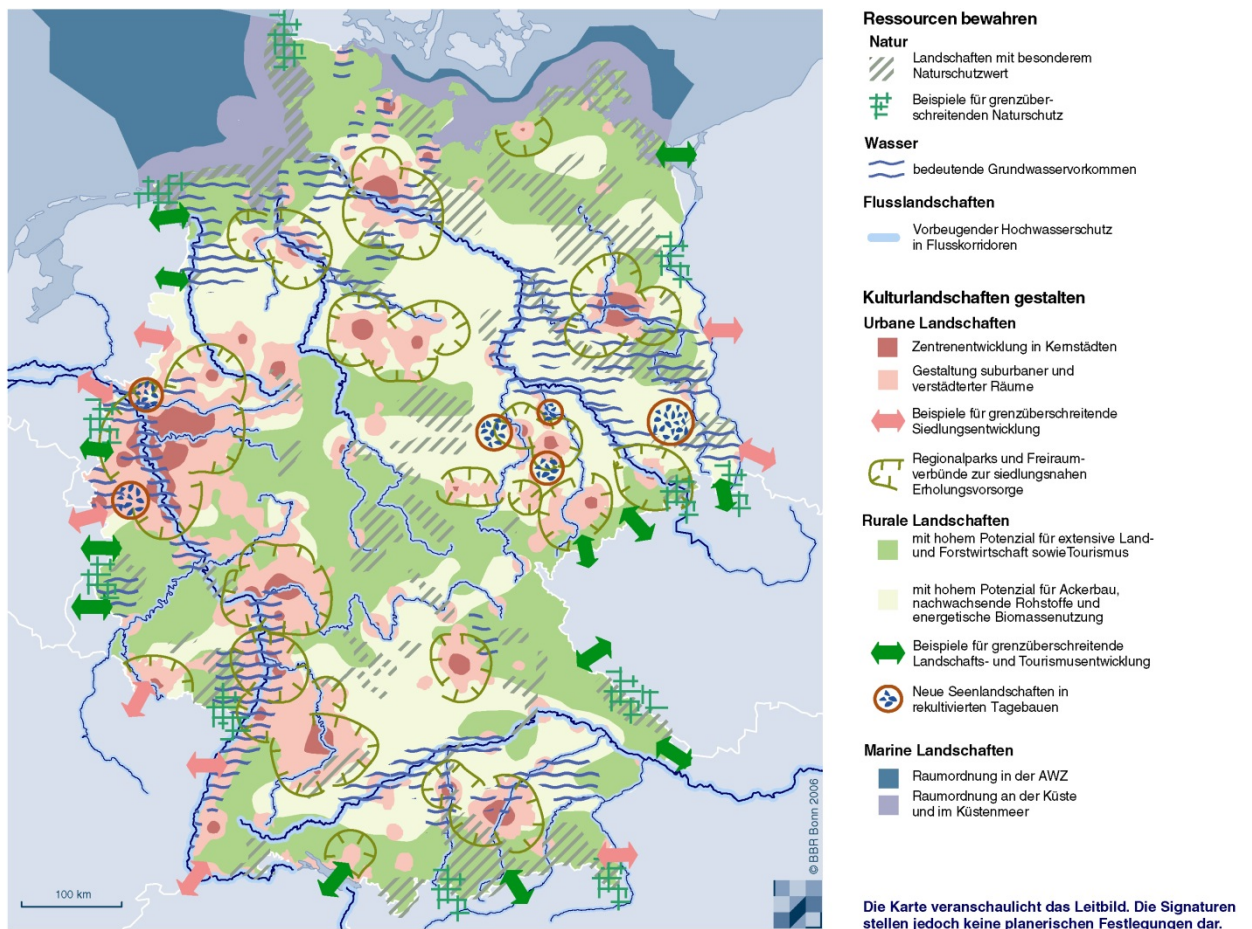 Ressourcen bewahren
Natur
Landschaften mit besonderem
Naturschutzwert
Beispiele für grenzüber-
schreitenden Naturschutz
Wasser
bedeutende Grundwasservorkommen
Flusslandschaften
Vorbeugender Hochwasserschutz
in Flusskorridoren
Kulturlandschaften gestalten
Urbane Landschaften
Zentrenentwicklung in Kernstädten
Gestaltung suburbaner und
verstädterter Räume
Beispiele für grenzüberschreitende
Siedlungsentwicklung
Regionalparks und Freiraum-
verbünde zur siedlungsnahen
Erholungsvorsorge
Rurale Landschaften
mit hohem Potenzial für extensive Land-
und Forstwirtschaft sowie Tourismus
mit hohem Potenzial für Ackerbau,
nachwachsende Rohstoffe und
energetische Biomassenutzung
Beispiele für grenzüberschreitende
Landschafts- und Tourismusentwicklung
Neue Seenlandschaften in
rekultivierten Tagebauen
Marine Landschaften
Raumordnung in der AWZ
Raumordnung an der Küste
und im Küstenmeer
Die Karte veranschaulicht das Leitbild. Die Signaturen
stellen jedoch keine planerischen Festlegungen dar.
100 km
© BBR Bonn 2006